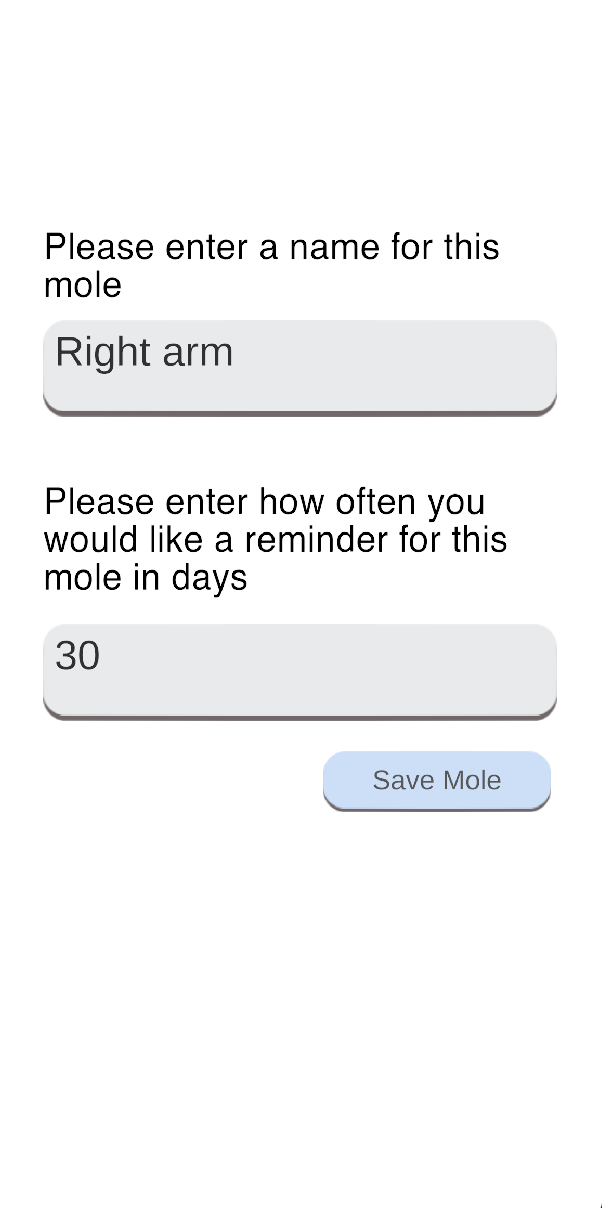 Please enter a name for this
mole
Right arm
Please enter how often you
would like a reminder for this
mole in days
30
Save Mole